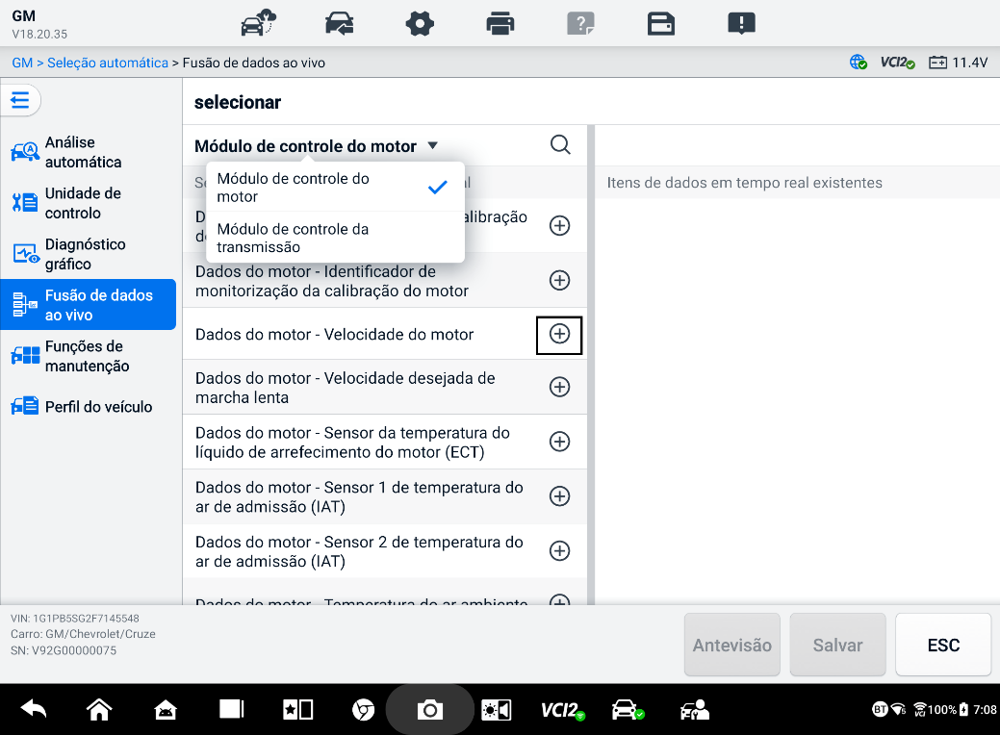 GM
V18.20.35
?
GM > Seleção automática > Fusão de dados ao vivo
VCI2
11.4V
selecionar
Análise
automática
Unidade de
controlo
Diagnóstico
gráfico
Fusão de dados
ao vivo
Funções de
manutenção
Perfil do veículo
Módulo de controle do motor
Módulo de controle do
motor
Módulo de controle da
transmissão
alibração
Dados do motor - Identificador de
monitorização da calibração do motor
Dados do motor - Velocidade do motor
Dados do motor - Velocidade desejada de
marcha lenta
Dados do motor - Sensor da temperatura do
líquido de arrefecimento do motor (ECT)
Dados do motor - Sensor 1 de temperatura do
ar de admissão (IAT)
Dados do motor - Sensor 2 de temperatura do
ar de admissão (IAT)
Dados do motor - Temperatura do ar ambiente
Itens de dados em tempo real existentes
VIN: 1G1PB5SG2F7145548
Carro: GM/Chevrolet/Cruze
SN: V92G00000075
Antevisão
Salvar
ESC
VCI2
BT
VCI
100%
7:08